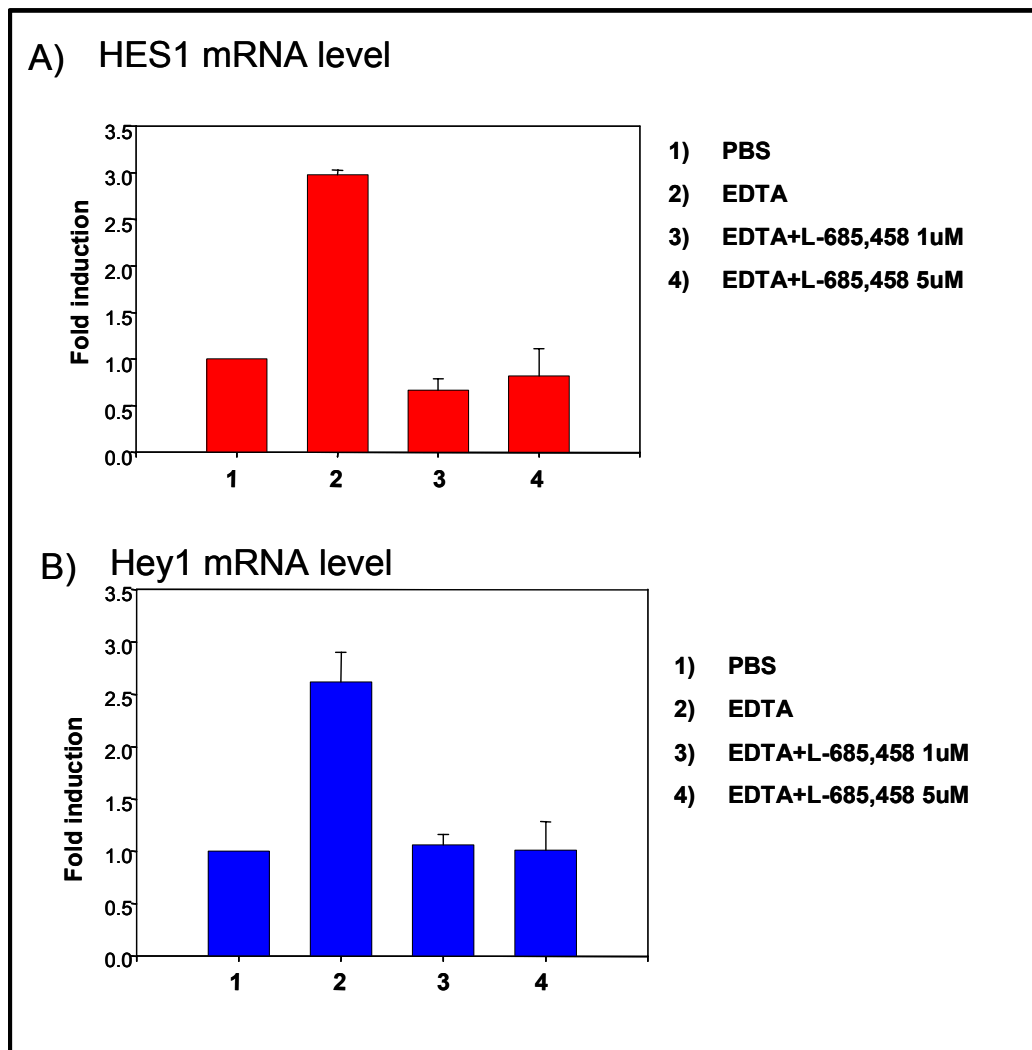 A) HES1 mRNA level
3.5
3.0
2.5
2.0
1.5
1.0
0.5
0.0
Fold induction
1 2 3 4
1) PBS
2) EDTA
3) EDTA+L-685,458 1uM
4) EDTA+L-685,458 5uM
B) Hey1 mRNA level
3.5
3.0
2.5
2.0
1.5
1.0
0.5
0.0
Fold induction
1 2 3 4
1) PBS
2) EDTA
3) EDTA+L-685,458 1uM
4) EDTA+L-685,458 5uM